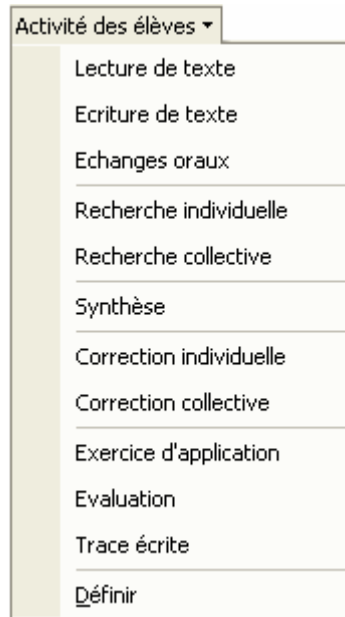 Activité des élèves
Lecture de texte
Ecriture de texte
Echanges oraux
Recherche individuelle
Recherche collective
Synthèse
Correction individuelle
Correction collective
Exercice d'application
Evaluation
Trace écrite
Définir